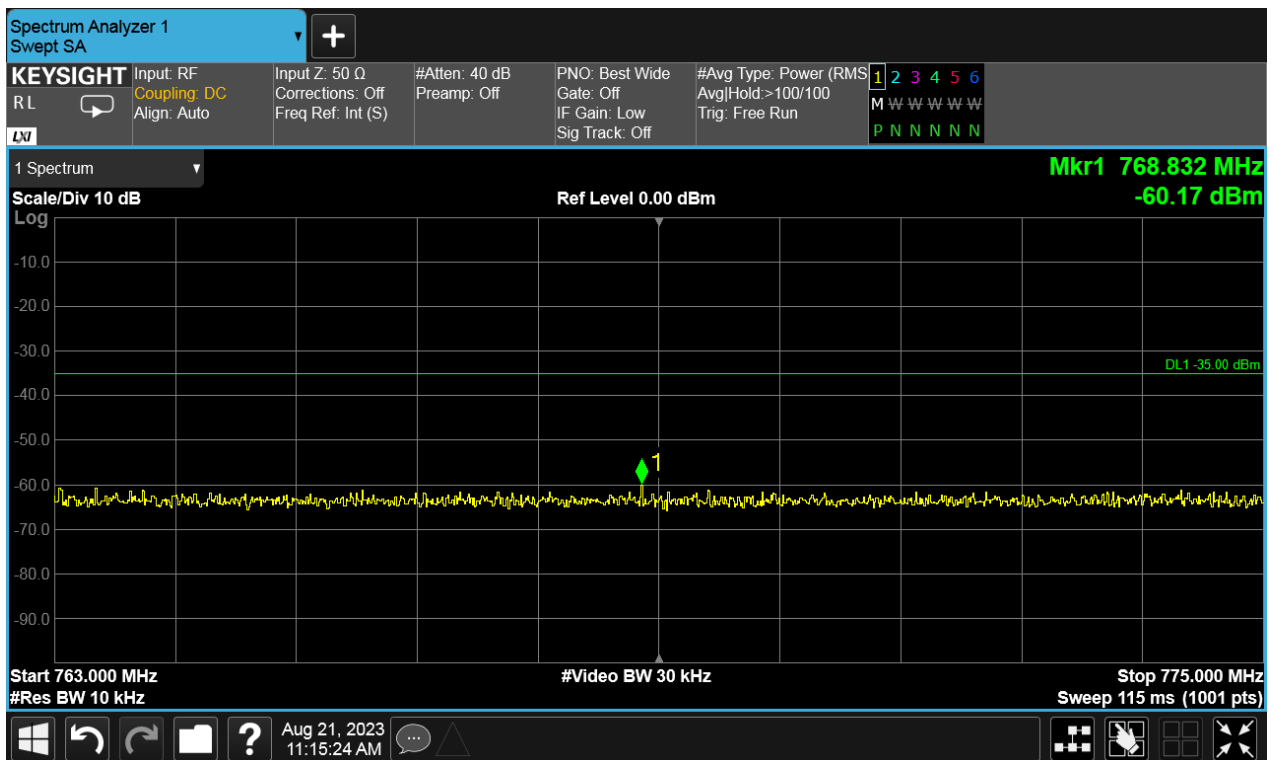 Spectrum Analyzer 1
Swept SA
+
KEYSIGHT
R L
LXI
Input: RF
Coupling: DC
Align: Auto
Input Z: 50 Ω
Corrections: Off
Freq Ref: Int (S)
#Atten: 40 dB
Preamp: Off
PNO: Best Wide
Gate: Off
IF Gain: Low
Sig Track: Off
#Avg Type: Power (RMS
Avg|Hold:>100/100
Trig: Free Run
1 2 3 4 5 6
M W W W W W
P N N N N N
1 Spectrum
Mkr1 768.832 MHz
Scale/Div 10 dB
Ref Level 0.00 dBm
-60.17 dBm
Log
-10.0
-20.0
-30.0
DL1 -35.00 dBm
-40.0
-50.0
1
-60.0
-70.0
-80.0
-90.0
Start 763.000 MHz
#Video BW 30 kHz
Stop 775.000 MHz
#Res BW 10 kHz
Sweep 115 ms (1001 pts)
?
Aug 21, 2023
11:15:24 AM